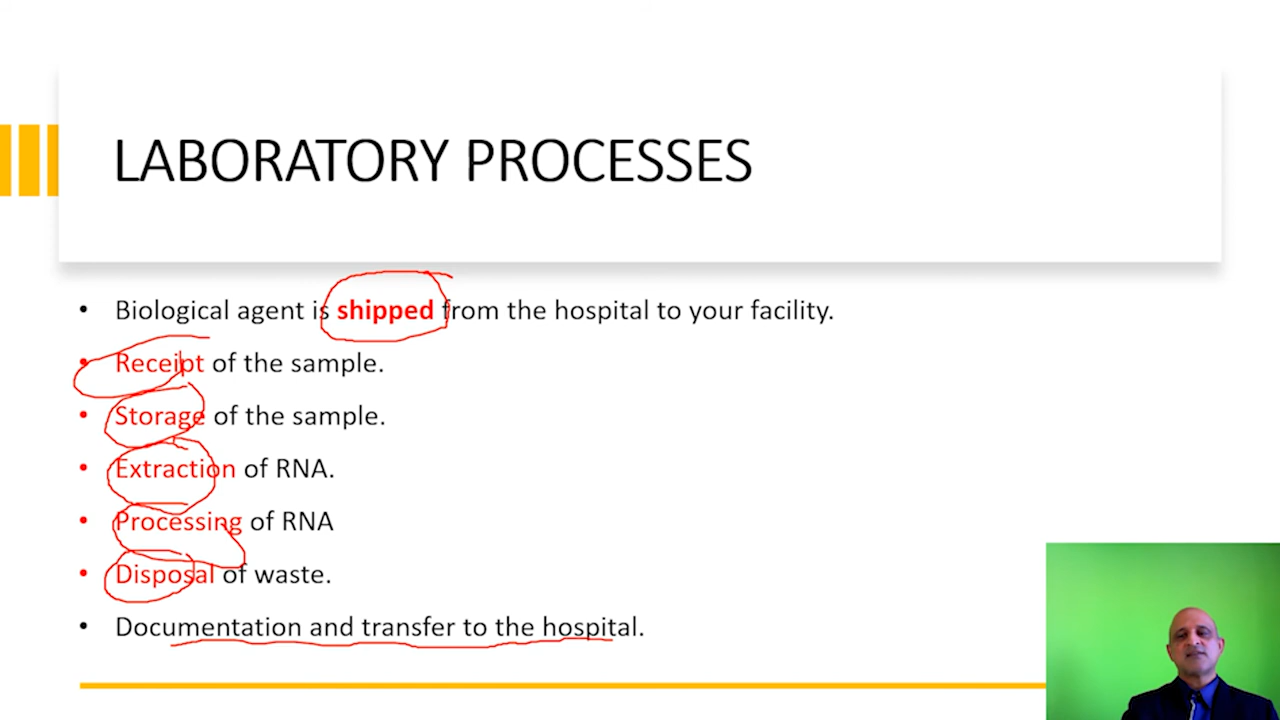 LABORATORY PROCESSES
• Biological agent is shipped from the hospital to your facility.
• Receipt of the sample.
• Storage of the sample.
• Extraction of RNA.
• Processing of RNA
• Disposal of waste.
• Documentation and transfer to the hospital.